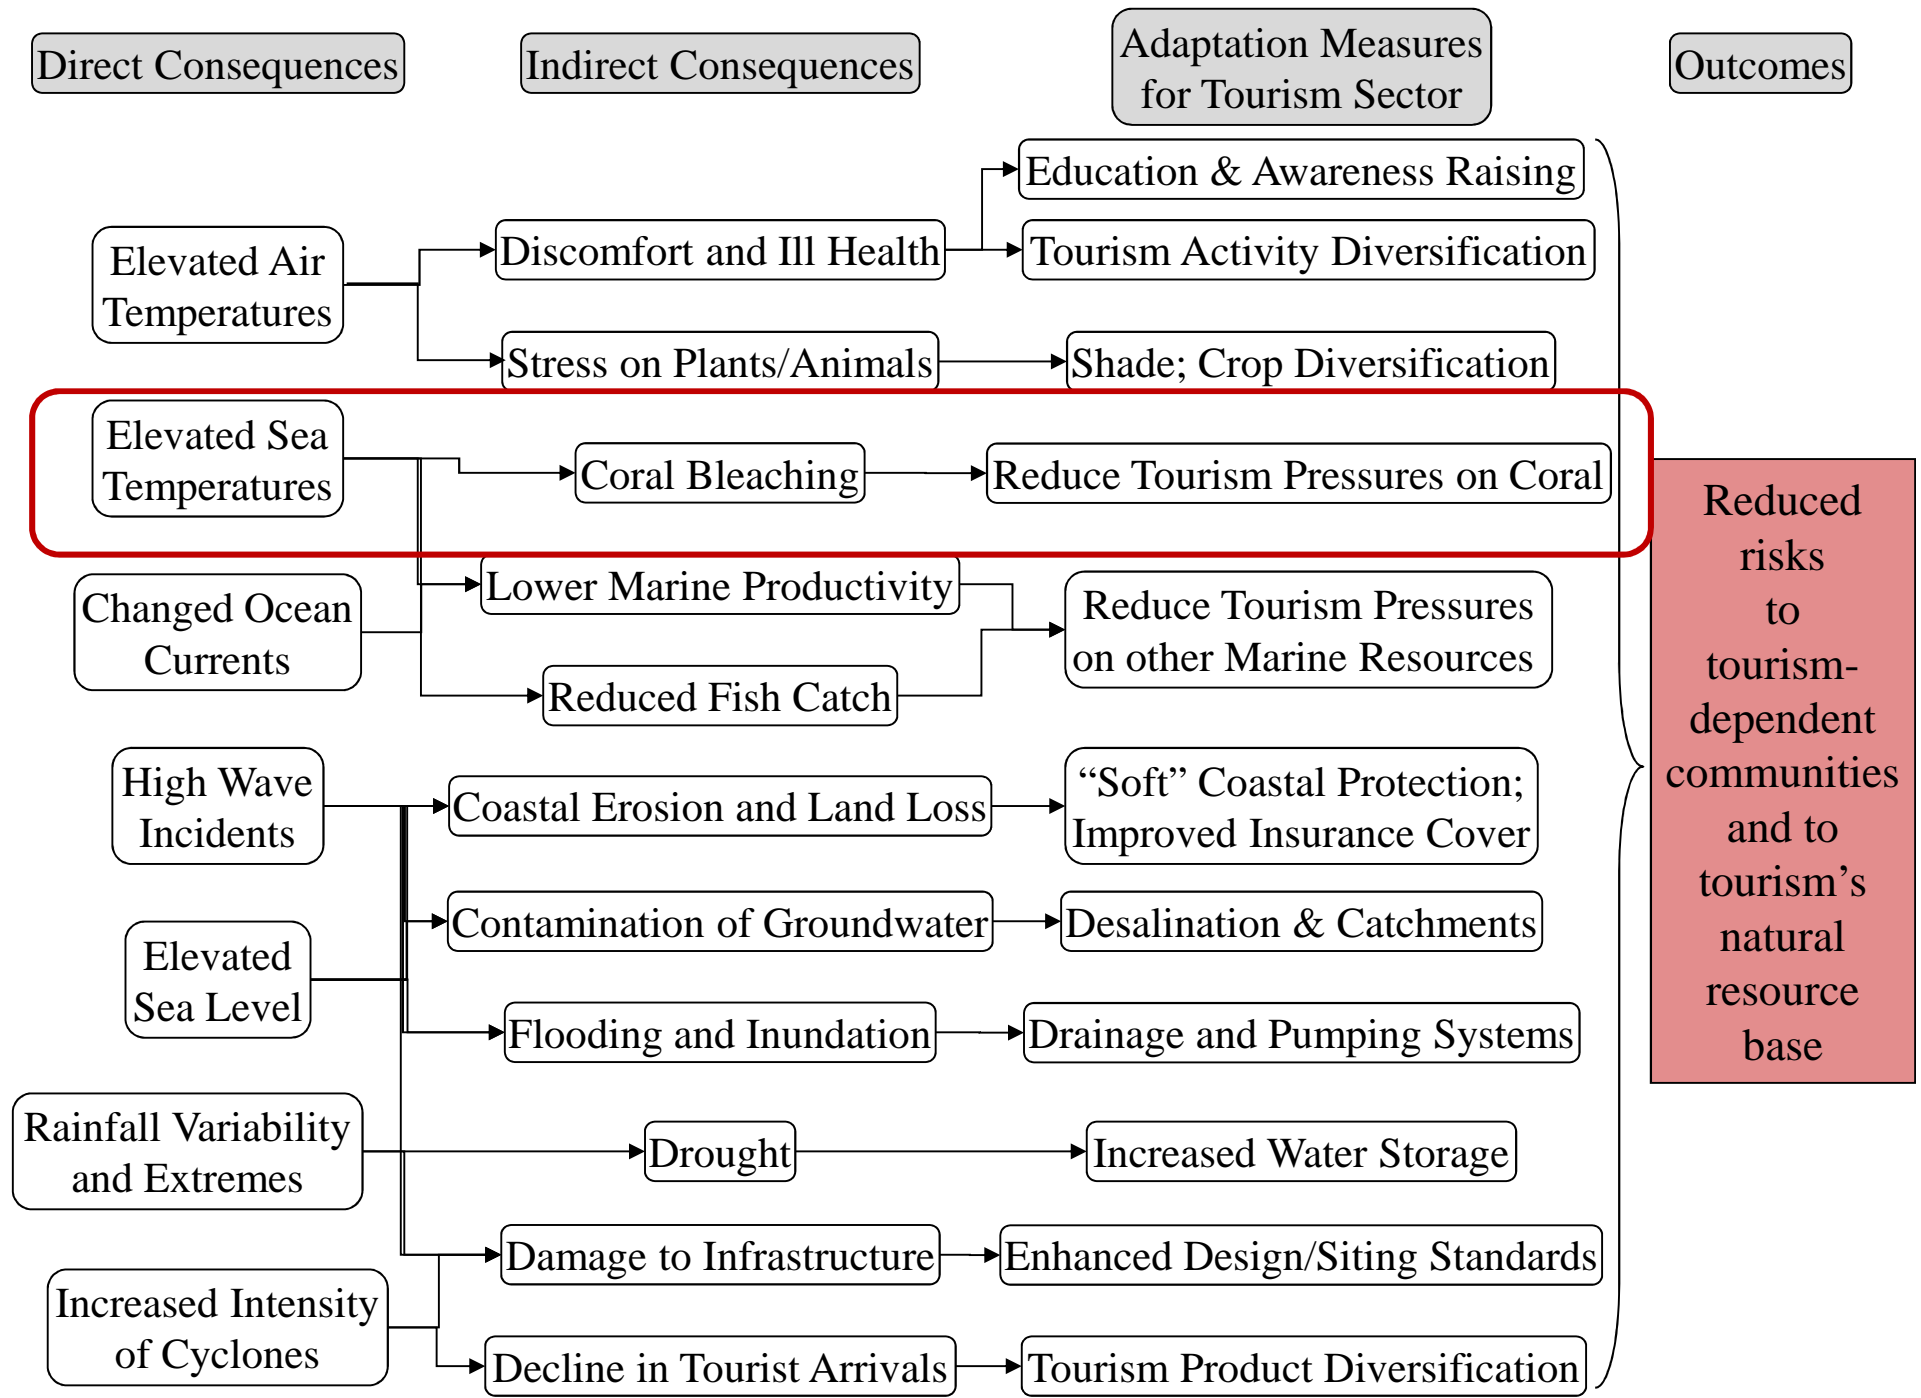 Direct Consequences
Indirect Consequences
Adaptation Measures
for Tourism Sector
Outcomes
Elevated Air
Temperatures
Discomfort and Ill Health
Education & Awareness Raising
Tourism Activity Diversification
Stress on Plants/Animals
Shade; Crop Diversification
Elevated Sea
Temperatures
Coral Bleaching
Reduce Tourism Pressures on Coral
Changed Ocean
Currents
Lower Marine Productivity
Reduced Fish Catch
Reduce Tourism Pressures
on other Marine Resources
High Wave
Incidents
Coastal Erosion and Land Loss
“Soft” Coastal Protection;
Improved Insurance Cover
Elevated
Sea Level
Contamination of Groundwater
Desalination & Catchments
Flooding and Inundation
Drainage and Pumping Systems
Rainfall Variability
and Extremes
Drought
Increased Water Storage
Damage to Infrastructure
Enhanced Design/Siting Standards
Increased Intensity
of Cyclones
Decline in Tourist Arrivals
Tourism Product Diversification
Reduced
risks
to
tourism-
dependent
communities
and to
tourism’s
natural
resource
base